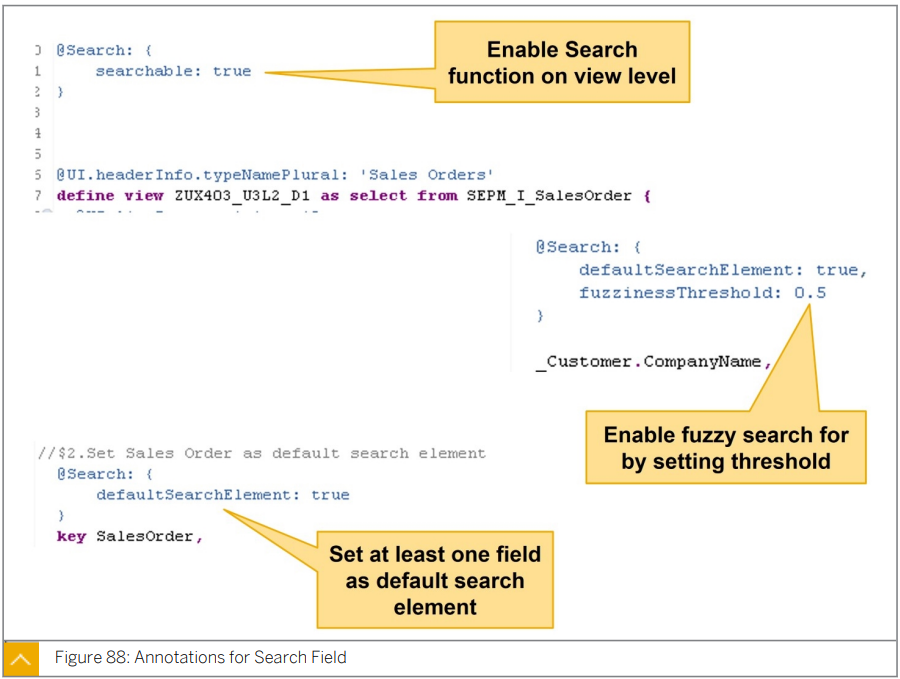 @Search: {
1 searchable: true
2 }
3
4
5
6 @UI.headerInfo.typeNamePlural: 'Sales Orders'
7 define view ZUX403_U3L2_D1 as select from SEPM_I_SalesOrder {
Enable Search
function on view level
@Search: {
defaultSearchElement: true,
fuzzinessThreshold: 0.5
}
_Customer.CompanyName,
Enable fuzzy search for
by setting threshold
//$2.Set Sales Order as default search element
@Search: {
defaultSearchElement: true
}
key SalesOrder,
Set at least one field
as default search
element
Figure 88: Annotations for Search Field